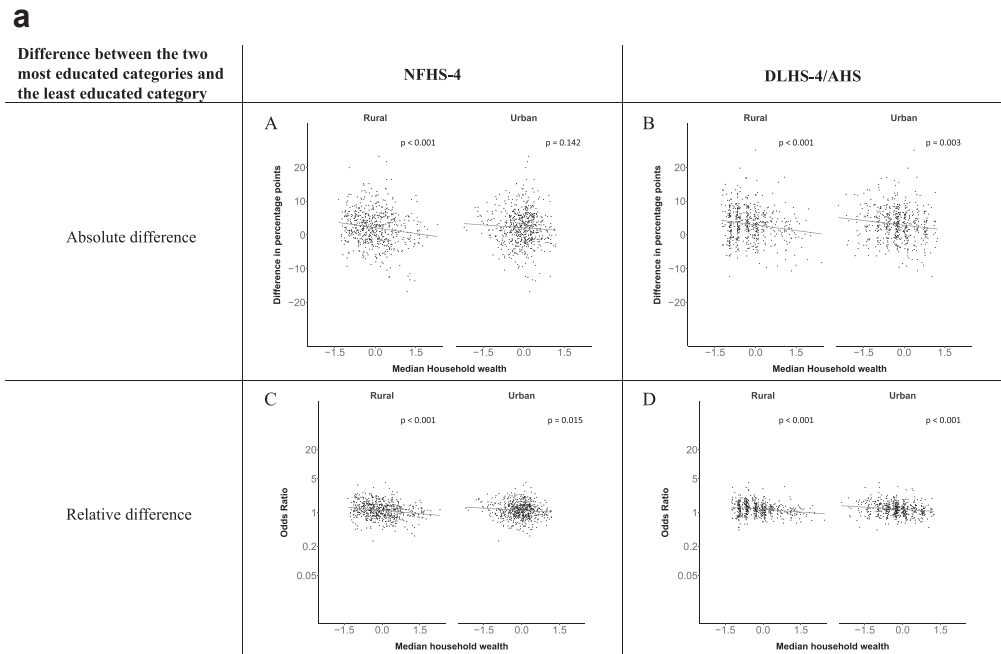 a
Difference between the two
most educated categories and
the least educated category
NFHS-4
DLHS-4/AHS
Absolute difference
A
Rural
Urban
p < 0.001
p = 0.142
Difference in percentage points
20
10
0
−10
−20
−1.5 0.0 1.5
−1.5 0.0 1.5
Median Household wealth
B
Rural
Urban
p < 0.001
p = 0.003
Difference in percentage points
20
10
0
−10
−20
−1.5 0.0 1.5
−1.5 0.0 1.5
Median Household wealth
Relative difference
C
Rural
Urban
p < 0.001
p = 0.015
Odds Ratio
20
5
1
0.2
0.05
−1.5 0.0 1.5
−1.5 0.0 1.5
Median household wealth
D
Rural
Urban
p < 0.001
p < 0.001
Odds Ratio
20
5
1
0.2
0.05
−1.5 0.0 1.5
−1.5 0.0 1.5
Median household wealth